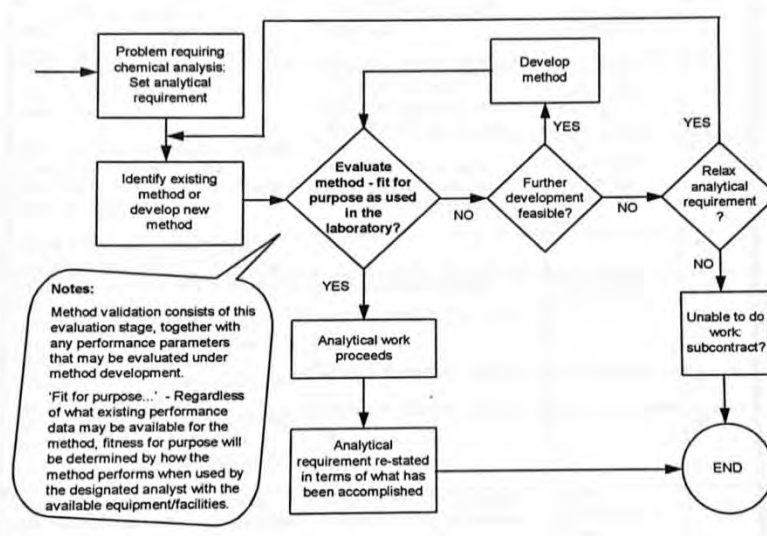 Problem requiring
chemical analysis:
Set analytical
requirement
Identify existing
method or
develop new
method
Evaluate
method - fit for
purpose as used
in the
laboratory?
Develop
method
YES
NO
Further
development
feasible?
NO
YES
Relax
analytical
requirement
?
NO
Unable to do
work:
subcontract?
YES
Analytical work
proceeds
Analytical
requirement re-stated
in terms of what has
been accomplished
END
Notes:
Method validation consists of this
evaluation stage, together with
any performance parameters
that may be evaluated under
method development.
'Fit for purpose...' - Regardless
of what existing performance
data may be available for the
method, fitness for purpose will
be determined by how the
method performs when used by
the designated analyst with the
available equipment/facilities.